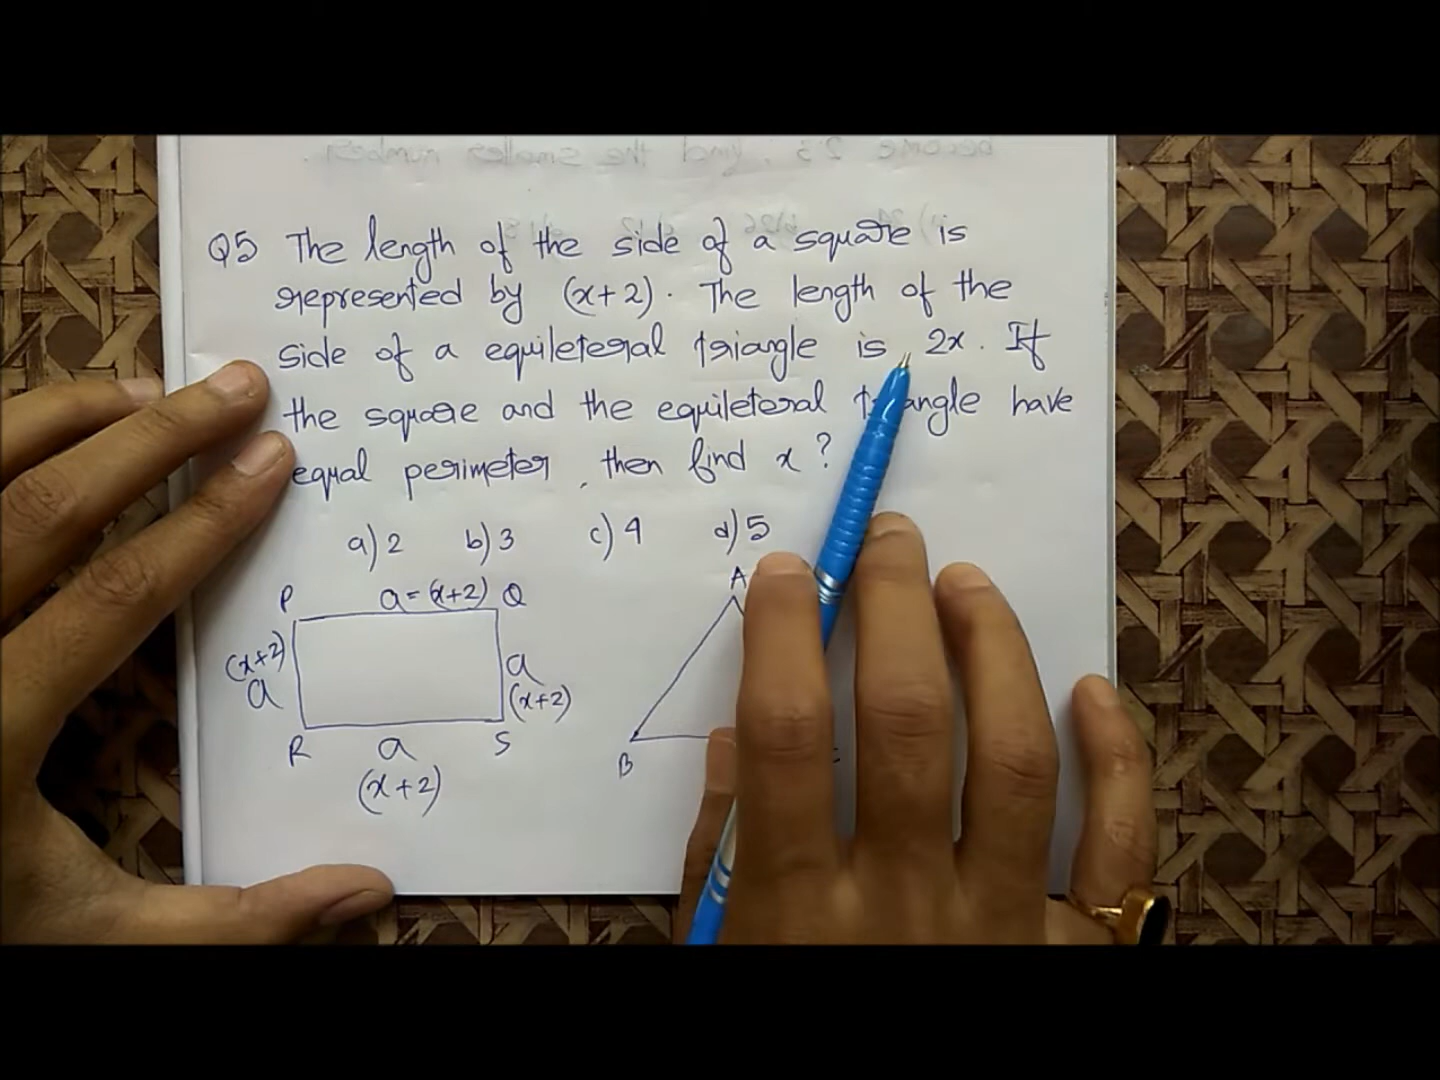 Q5 The length of the side of a square is
represented by (x+2). The length of the
side of a equileteral triangle is 2x. If
the square and the equileteral triangle have
equal perimeter, then find x?
a) 2 b) 3 c) 4 d) 5
P a = (x+2) Q A
(x+2) a
a (x+2)
R a S B
(x+2)